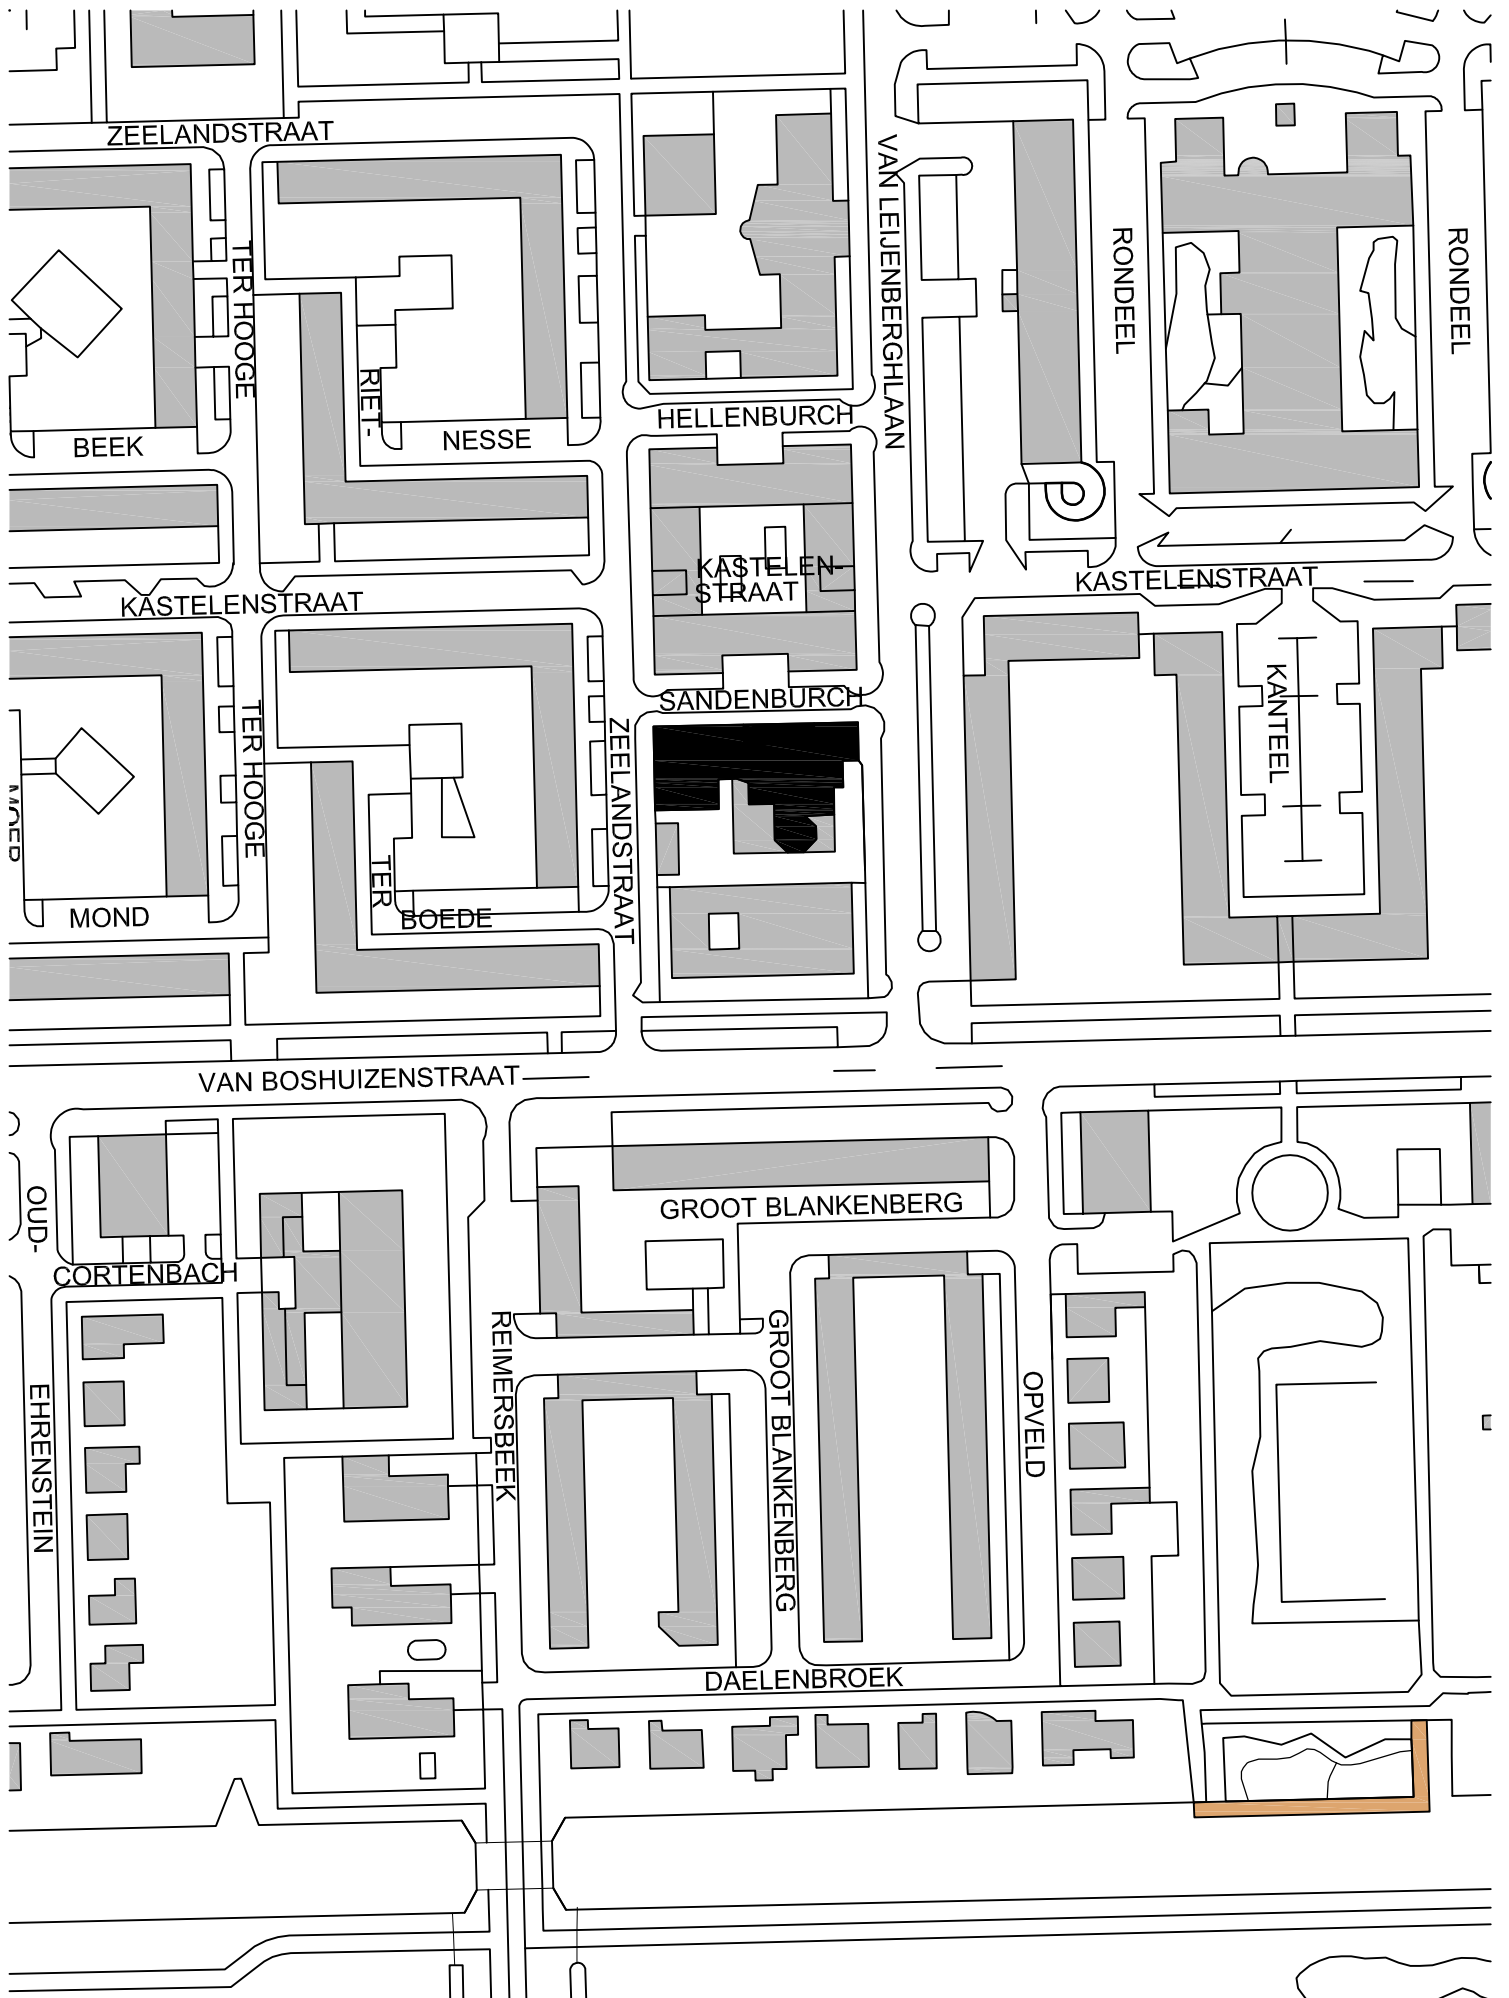 ZEELANDSTRAAT
VAN LEIJENBERGHLAAN
RONDEEL
RONDEEL
TER HOOGE
RIET-
HELLENBURCH
BEEK
NESSE
KASTELEN-
STRAAT
KASTELENSTRAAT
KASTELENSTRAAT
KANTEEL
SANDENBURCH
TER HOOGE
ZEELANDSTRAAT
TER
MOND
BOEDE
VAN BOSHUIZENSTRAAT
OUD-
GROOT BLANKENBERG
CORTENBACH
REIMERSBEEK
GROOT BLANKENBERG
OPVELD
EHRENSTEIN
DAELENBROEK